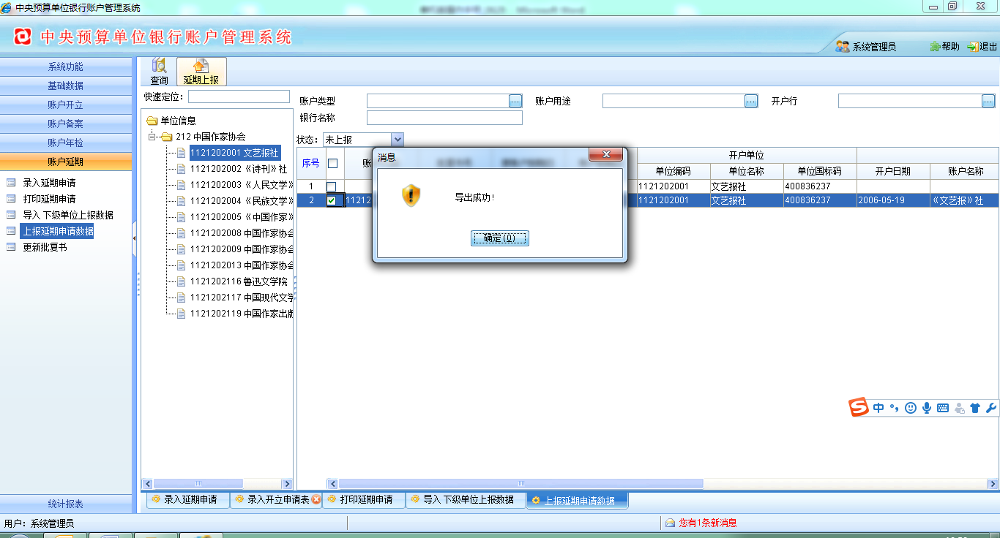 中央预算单位银行账户管理系统
中央预算单位银行账户管理系统
系统管理员
帮助
退出
系统功能
基础数据
账户开立
账户备案
账户年检
账户延期
录入延期申请
打印延期申请
导入下级单位上报数据
上报延期申请数据
更新批复书
统计报表
查询
延期上报
快速定位:
单位信息
212 中国作家协会
1121202001 文艺报社
1121202002《诗刊》社
1121202003《人民文学》
1121202004《民族文学》
1121202005《中国作家》
1121202008 中国作家协会
1121202009 中国作家协会
1121202013 中国作家协会
1121202116 鲁迅文学院
1121202117 中国现代文学
1121202119 中国作家出版
账户类型
账户用途
开户行
银行名称
状态: 未上报
序号 账 开户单位
单位编码 单位名称 单位国标码 开户日期 账户名称
1 1121202001 文艺报社 400836237
2 11212 1121202001 文艺报社 400836237 2006-05-19 《文艺报》社
消息
导出成功!
确定(O)
中
录入延期申请
录入开立申请表
打印延期申请
导入下级单位上报数据
上报延期申请数据
用户: 系统管理员
您有1条新消息